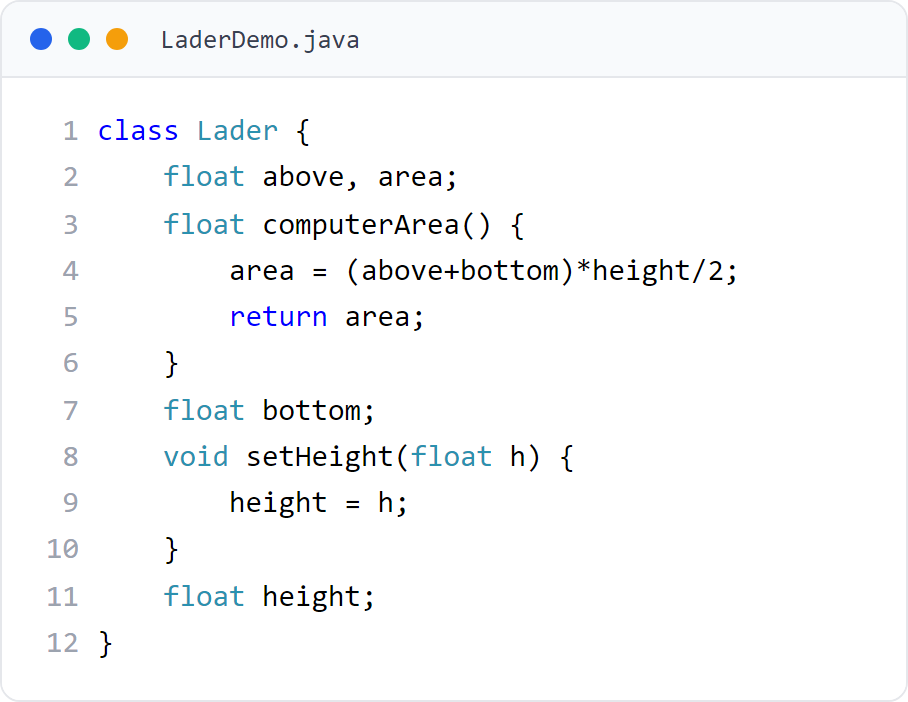 LaderDemo.java
1 class Lader {
2     float above, area;
3     float computerArea() {
4         area = (above+bottom)*height/2;
5         return area;
6     }
7     float bottom;
8     void setHeight(float h) {
9         height = h;
10     }
11     float height;
12 }